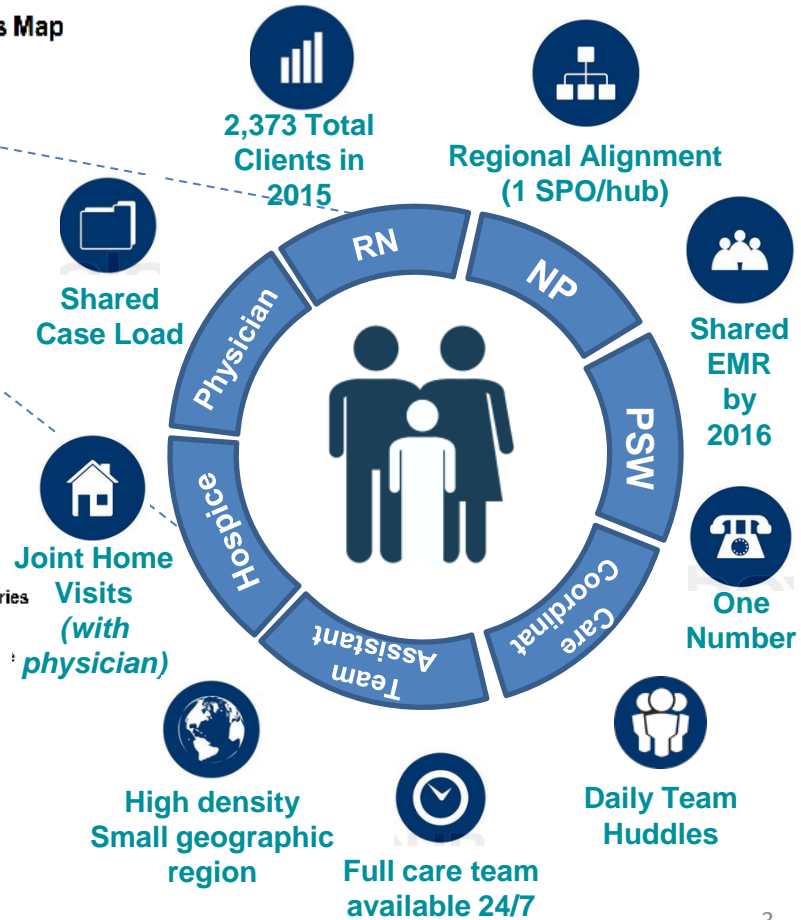 s Map
2,373 Total
Clients in
2015
Regional Alignment
(1 SPO/hub)
Shared
Case Load
Shared
EMR
by
2016
RN
NP
PSW
Care
Coordinat
Team
Assistant
Hospice
Physician
Joint Home
Visits
(with
physician)
ries
e
One
Number
High density
Small geographic
region
Full care team
available 24/7
Daily Team
Huddles